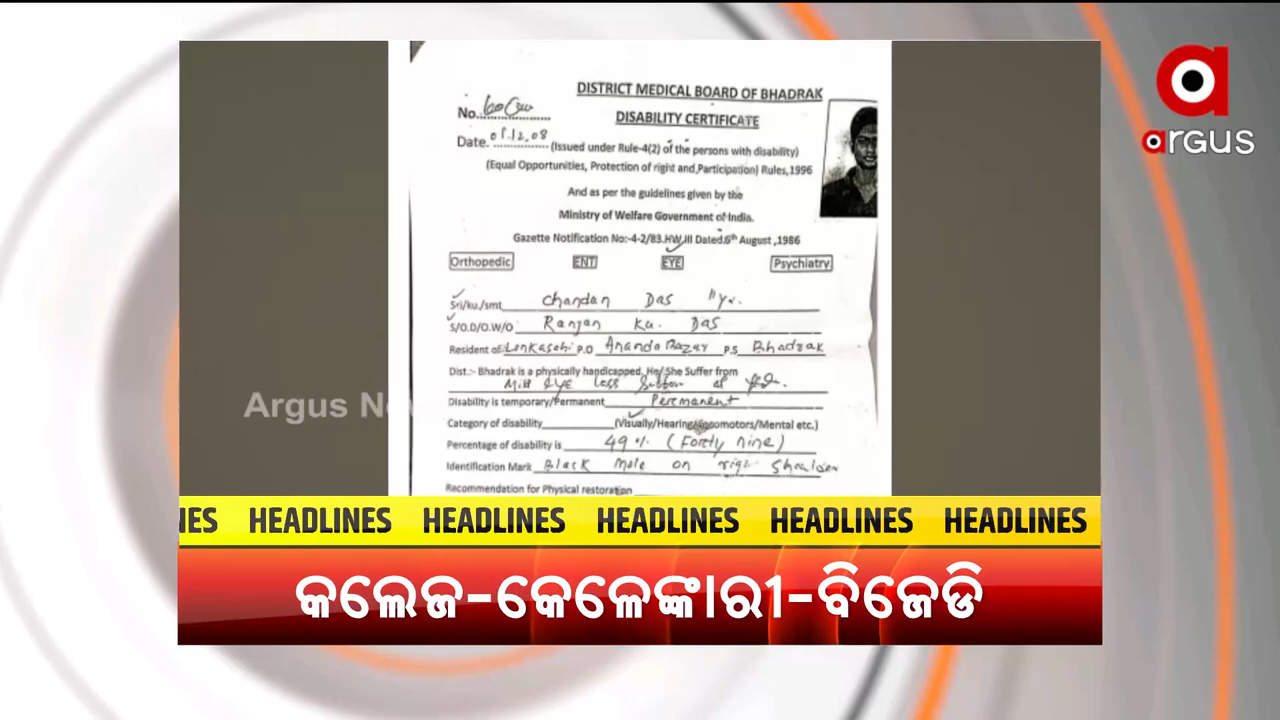 argus
DISTRICT MEDICAL BOARD OF BHADRAK
No.
DISABILITY CERTIFICATE
Date. 01.12.08
(Issued under Rule-4(2) of the persons with disability)
(Equal Opportunities, Protection of right and Participation) Rules, 1996
And as per the guidelines given by the
Ministry of Welfare Government of India.
Gazette Notification No:-4-2/83.HW.III Dated.6th August ,1986
Orthopedic ENT EYE Psychiatry
Sri/ku./smt Chandan Das
S/O.D/O.W/O Ranjan Ku. Das
Resident of Lenkasahi P.O Ananda Bazar P.S Bhadrak
Dist.:- Bhadrak is a physically handicapped. He/She Suffer from
Disability is temporary/Permanent Permanent
Category of disability (Visually/Hearing/Locomotors/Mental etc.)
Percentage of disability is 49% (Forty nine)
Identification Mark Black mole on right Shoulder
Recommendation for Physical restoration
Argus Ne
NES HEADLINES HEADLINES HEADLINES HEADLINES HEADLINES
କଲେଜ-କେଳେଙ୍କାରୀ-ବିଜେଡି